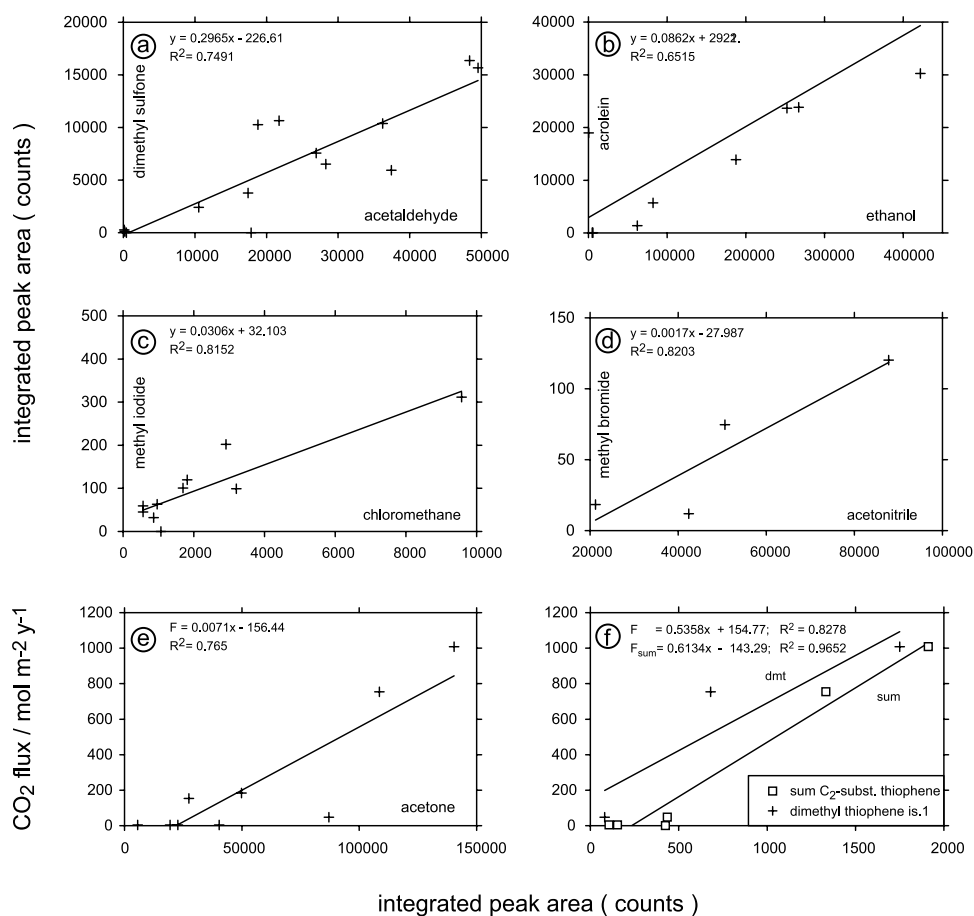 integrated peak area ( counts )
a
y = 0.2965x - 226.61
R2= 0.7491
dimethyl sulfone
acetaldehyde
20000
15000
10000
5000
0
0 10000 20000 30000 40000 50000
b
y = 0.0862x + 2922.
R2= 0.6515
acrolein
ethanol
40000
30000
20000
10000
0
0 100000 200000 300000 400000
c
y = 0.0306x + 32.103
R2= 0.8152
methyl iodide
chloromethane
500
400
300
200
100
0
0 2000 4000 6000 8000 10000
d
y = 0.0017x - 27.987
R2= 0.8203
methyl bromide
acetonitrile
150
100
50
0
20000 40000 60000 80000 100000
CO2 flux / mol m-2 y-1
e
F = 0.0071x - 156.44
R2= 0.765
acetone
1200
1000
800
600
400
200
0
0 50000 100000 150000
f
F = 0.5358x + 154.77; R2 = 0.8278
Fsum= 0.6134x - 143.29; R2 = 0.9652
dmt
sum
sum C2-subst. thiophene
dimethyl thiophene is.1
1200
1000
800
600
400
200
0
0 500 1000 1500 2000
integrated peak area ( counts )